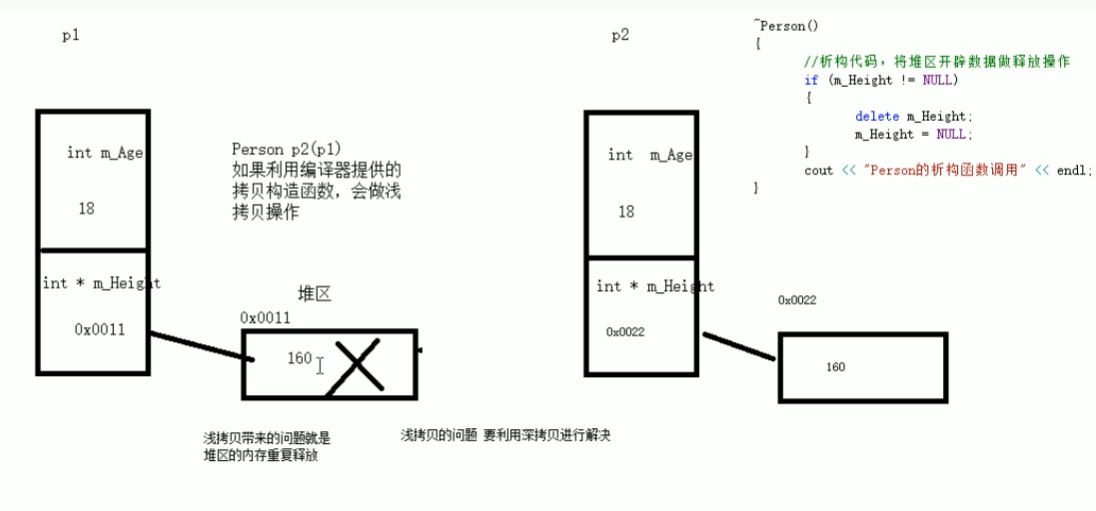 p1
int m_Age
18
int * m_Height
0x0011
Person p2(p1)
如果利用编译器提供的
拷贝构造函数，会做浅
拷贝操作
堆区
0x0011
160
浅拷贝带来的问题就是
堆区的内存重复释放
浅拷贝的问题 要利用深拷贝进行解决
p2
int m_Age
18
int * m_Height
0x0022
0x0022
160
~Person()
{
//析构代码，将堆区开辟数据做释放操作
if (m_Height != NULL)
{
delete m_Height;
m_Height = NULL;
}
cout << "Person的析构函数调用" << endl;
}